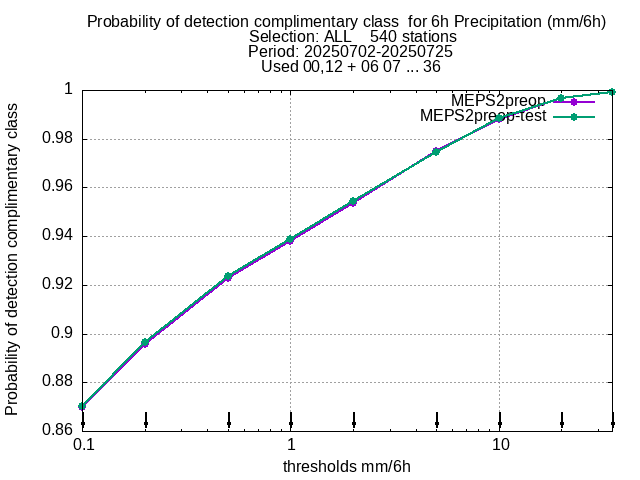 Probability of detection complimentary class  for 6h Precipitation (mm/6h)
Selection: ALL    540 stations
Period: 20250702-20250725
Used 00,12 + 06 07 ... 36
MEPS2preop
MEPS2preop-test
Probability of detection complimentary class
1
0.98
0.96
0.94
0.92
0.9
0.88
0.86
0.1 1 10
thresholds mm/6h